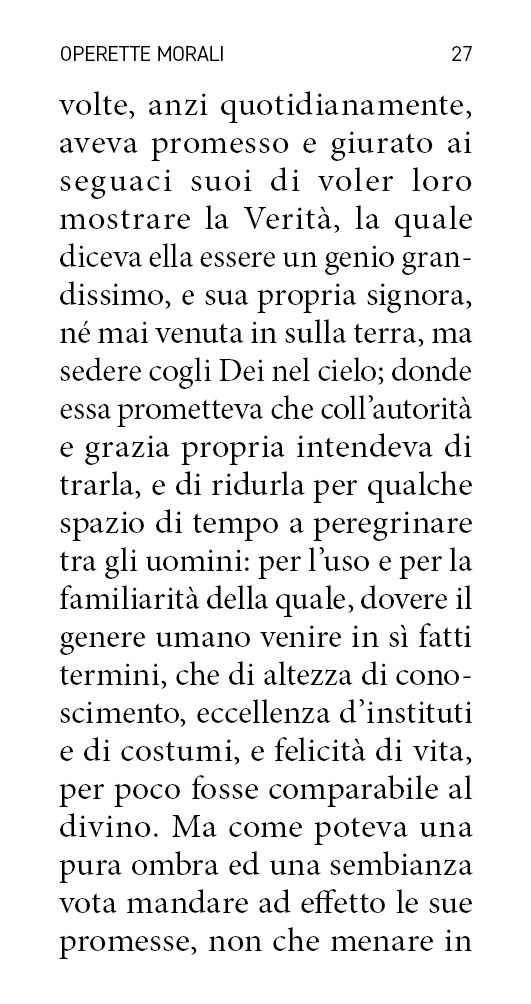 OPERETTE MORALI 27
volte, anzi quotidianamente,
aveva promesso e giurato ai
seguaci suoi di voler loro
mostrare la Verità, la quale
diceva ella essere un genio gran-
dissimo, e sua propria signora,
né mai venuta in sulla terra, ma
sedere cogli Dei nel cielo; donde
essa prometteva che coll’autorità
e grazia propria intendeva di
trarla, e di ridurla per qualche
spazio di tempo a peregrinare
tra gli uomini: per l’uso e per la
familiarità della quale, dovere il
genere umano venire in sì fatti
termini, che di altezza di cono-
scimento, eccellenza d’instituti
e di costumi, e felicità di vita,
per poco fosse comparabile al
divino. Ma come poteva una
pura ombra ed una sembianza
vota mandare ad effetto le sue
promesse, non che menare in